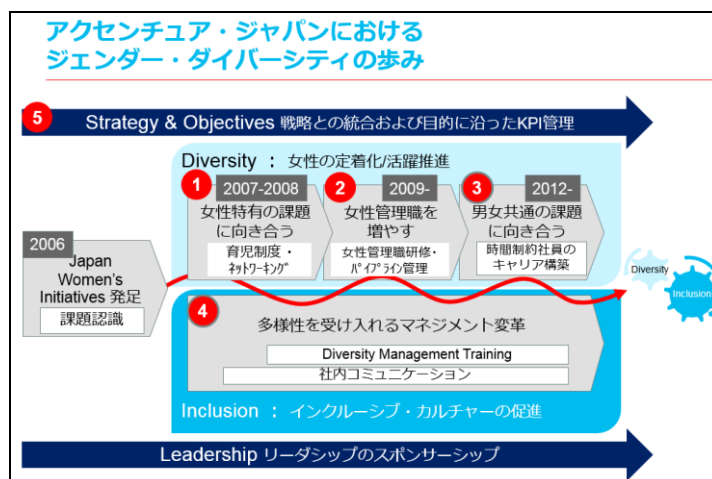 アクセンチュア・ジャパンにおける
ジェンダー・ダイバーシティの歩み
5
Strategy & Objectives 戦略との統合および目的に沿ったKPI管理
Diversity ： 女性の定着化/活躍推進
1
2007-2008
女性特有の課題
に向き合う
育児制度・
ﾈｯﾄﾜｰｷﾝｸﾞ
2
2009-
女性管理職を
増やす
女性管理職研修・
ﾊﾟｲﾌﾟﾗｲﾝ管理
3
2012-
男女共通の課題
に向き合う
時間制約社員の
キャリア構築
2006
Japan
Women's
Initiatives 発足
課題認識
Diversity
Inclusion
4
多様性を受け入れるマネジメント変革
Diversity Management Training
社内コミュニケーション
Inclusion ： インクルーシブ・カルチャーの促進
Leadership リーダシップのスポンサーシップ